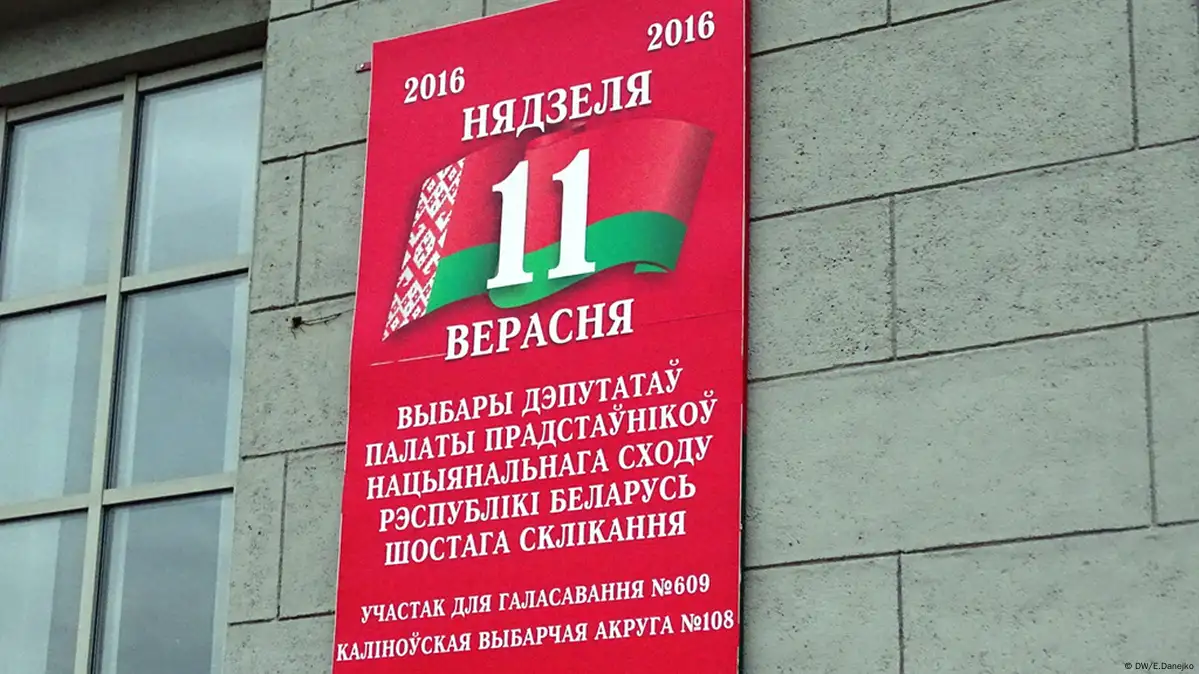 2016
2016
НЯДЗЕЛЯ
11
ВЕРАСНЯ
ВЫБАРЫ ДЭПУТАТАЎ
ПАЛАТЫ ПРАДСТАЎНІКОЎ
НАЦЫЯНАЛЬНАГА СХОДУ
РЭСПУБЛІКІ БЕЛАРУСЬ
ШОСТАГА СКЛІКАННЯ
УЧАСТАК ДЛЯ ГАЛАСАВАННЯ №609
КАЛІНОЎСКАЯ ВЫБАРЧАЯ АКРУГА №108
© DW/E.Danejko